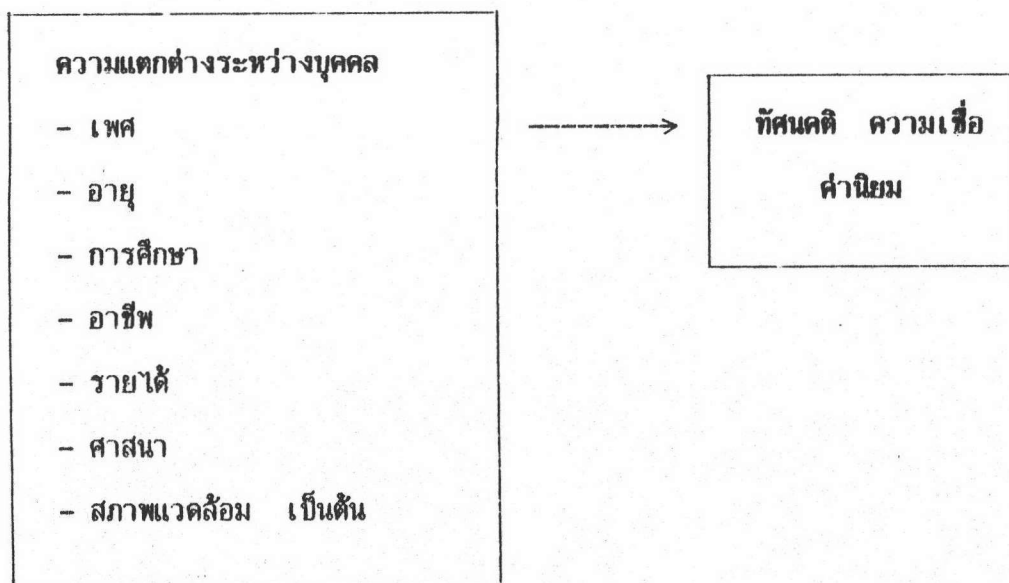 ความแตกต่างระหว่างบุคคล
- เพศ
- อายุ
- การศึกษา
- อาชีพ
- รายได้
- ศาสนา
- สภาพแวดล้อม เป็นต้น
ทัศนคติ ความเชื่อ
ค่านิยม